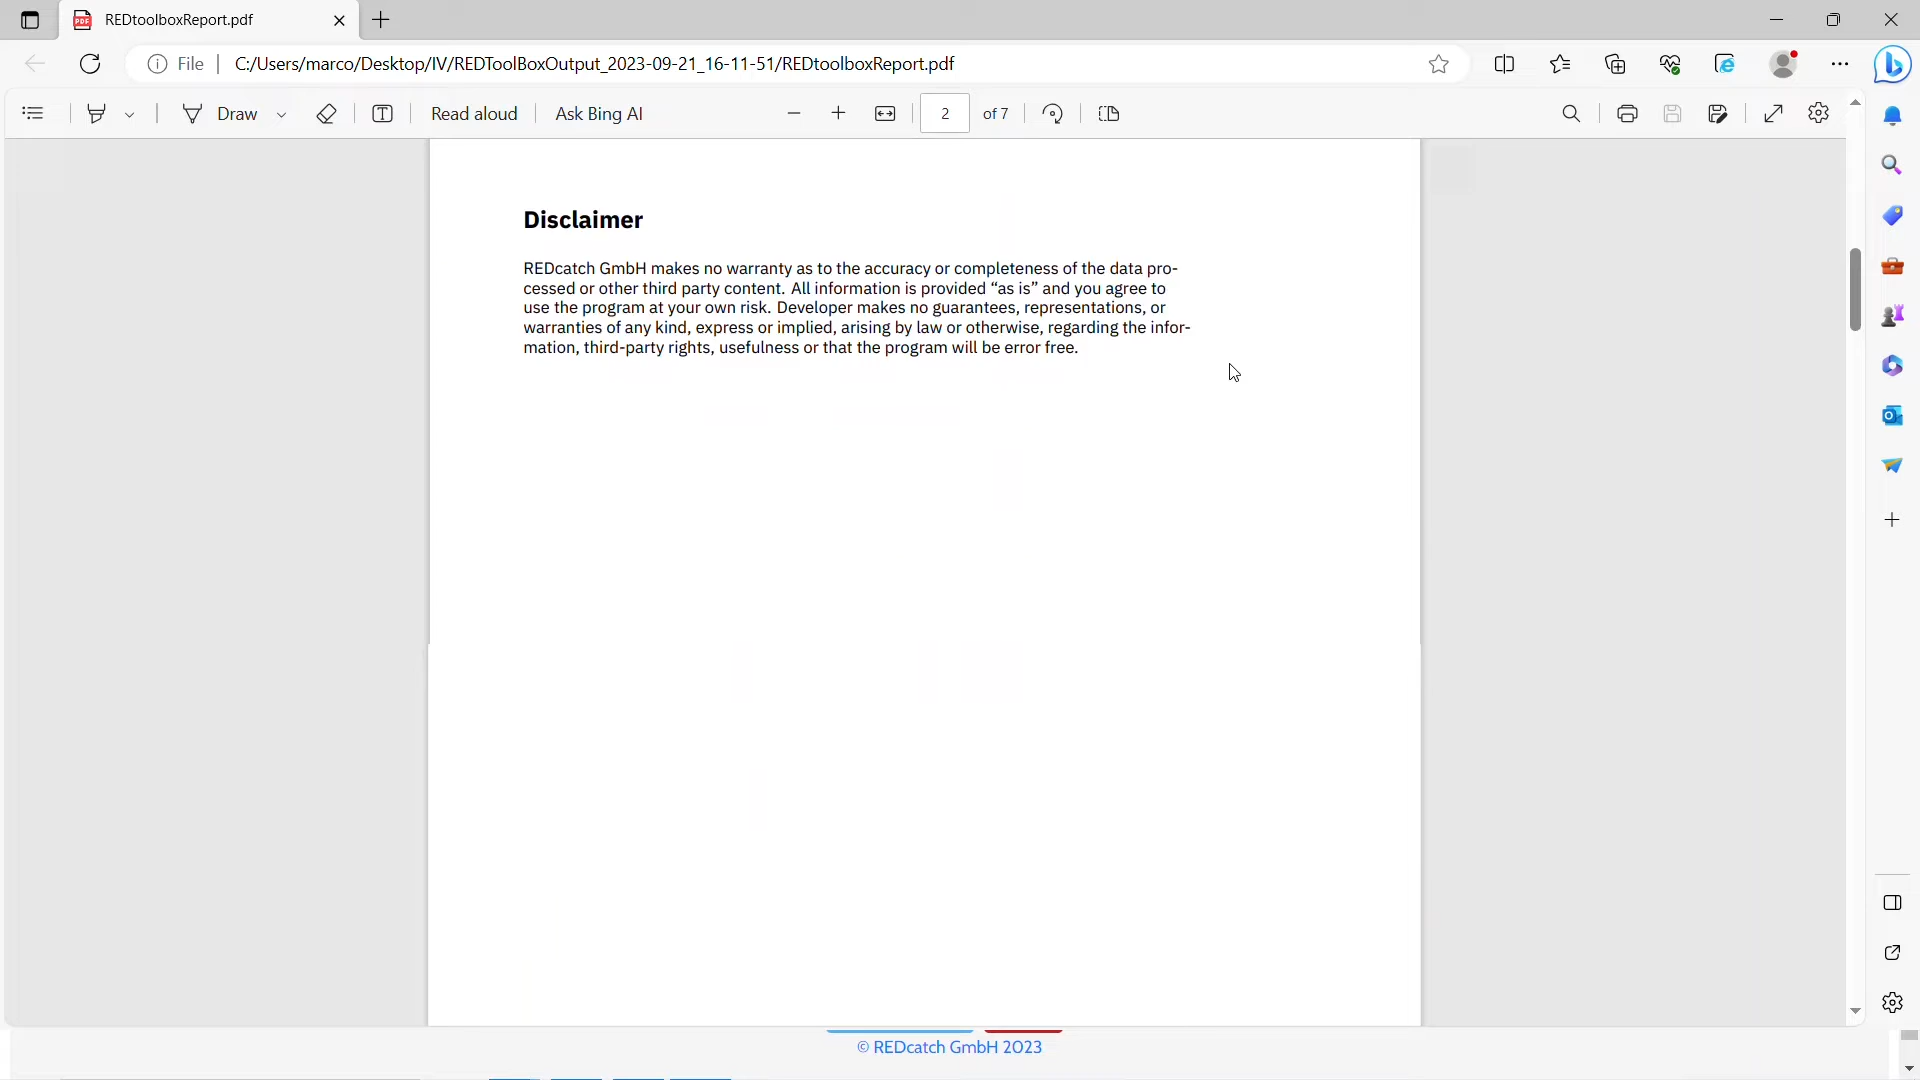 REDtoolboxReport.pdf
File
C:/Users/marco/Desktop/IV/REDToolBoxOutput_2023-09-21_16-11-51/REDtoolboxReport.pdf
Draw
Read aloud
Ask Bing AI
2
of 7
Disclaimer
REDcatch GmbH makes no warranty as to the accuracy or completeness of the data pro-
cessed or other third party content. All information is provided “as is” and you agree to
use the program at your own risk. Developer makes no guarantees, representations, or
warranties of any kind, express or implied, arising by law or otherwise, regarding the infor-
mation, third-party rights, usefulness or that the program will be error free.
© REDcatch GmbH 2023